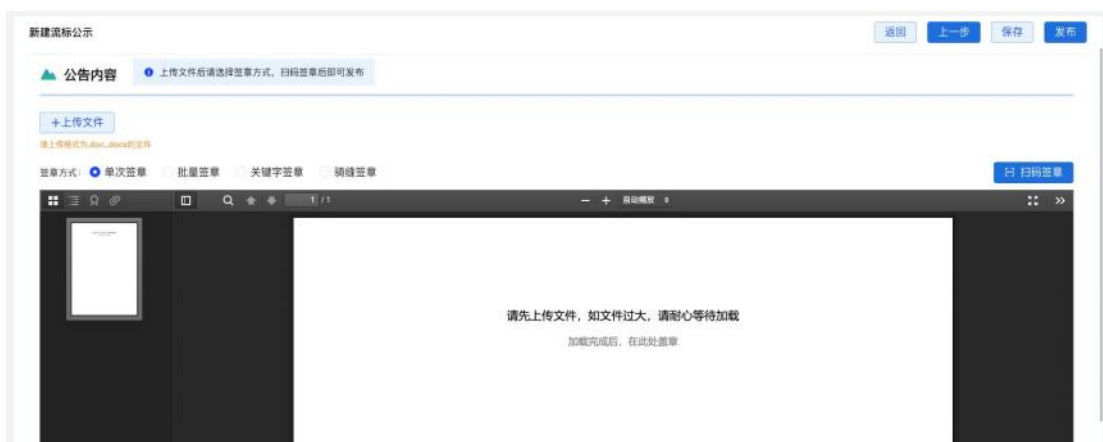 新建流标公示
返回 上一步 保存 发布
公告内容 上传文件后请选择签章方式，扫码签章后即可发布
+上传文件
请上传格式为.doc,.docx的文件
签章方式: 单次签章 批量签章 关键字签章 骑缝签章 扫码签章
1 / 1 自动缩放
请先上传文件，如文件过大，请耐心等待加载
加载完成后，在此处盖章